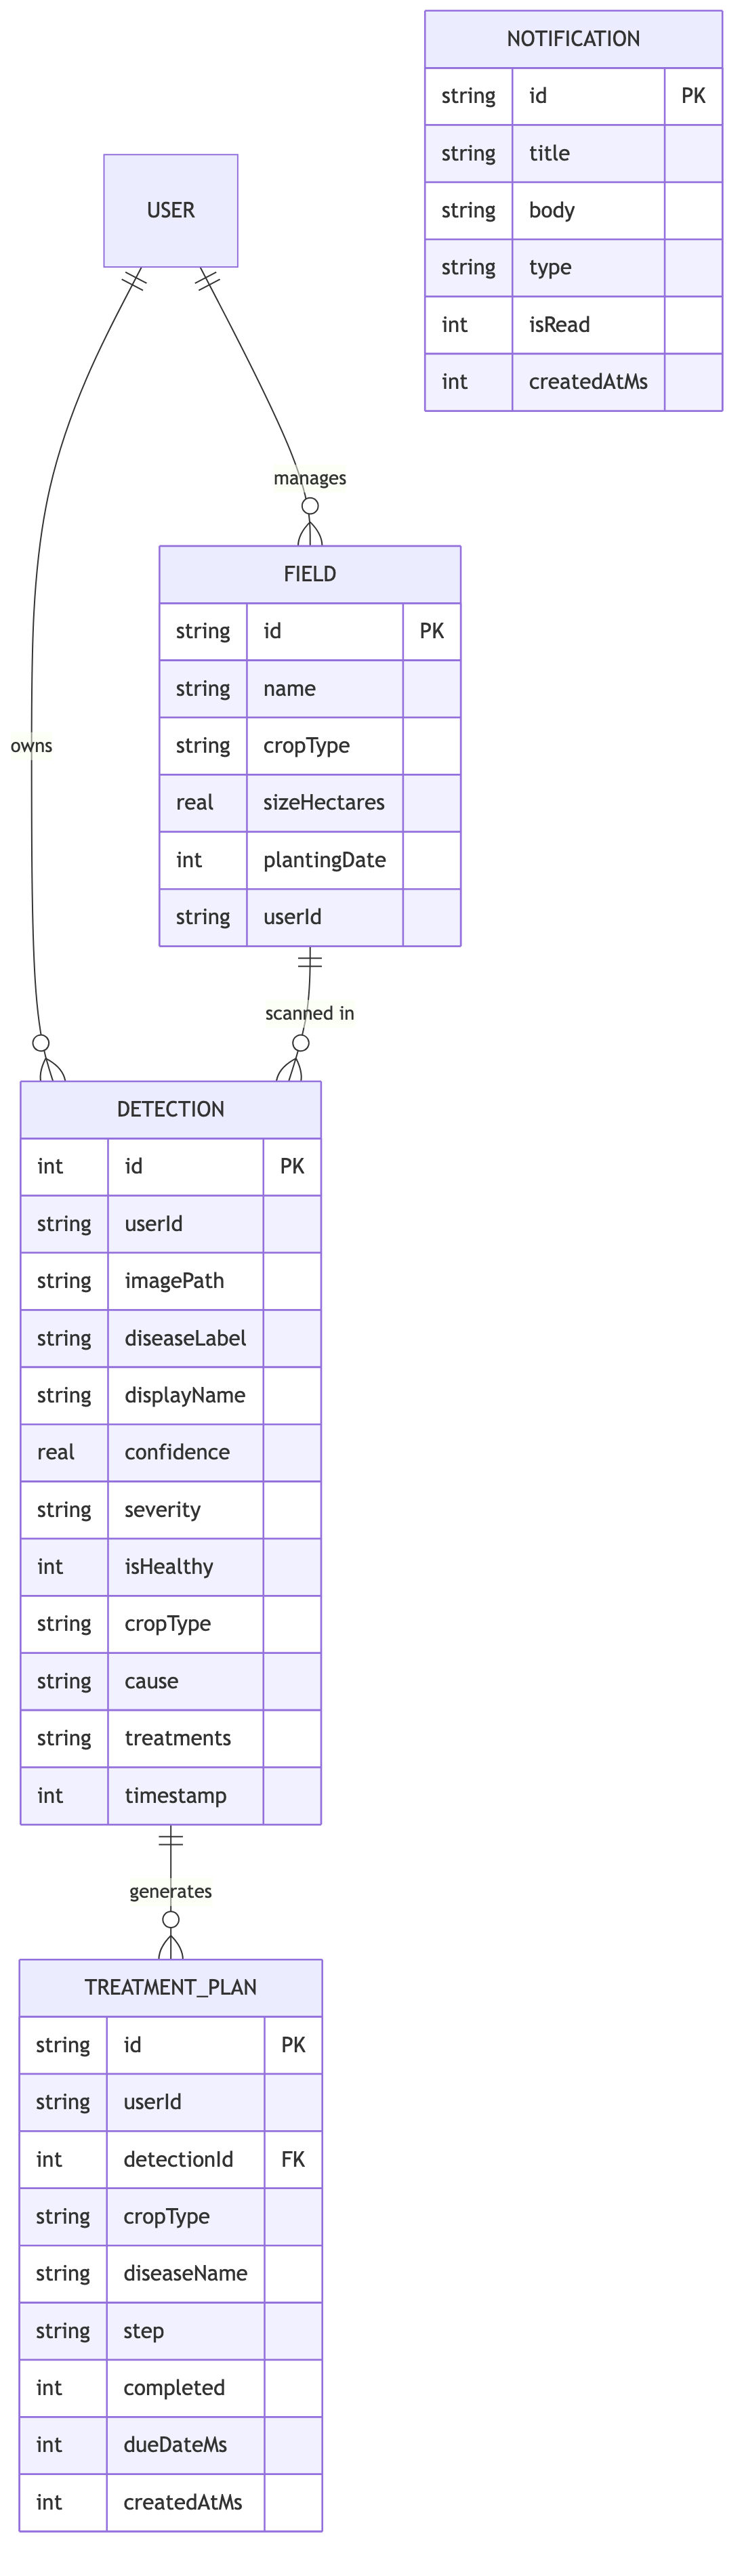 NOTIFICATION
string id PK
string title
string body
string type
int isRead
int createdAtMs
USER
manages
FIELD
string id PK
string name
string cropType
real sizeHectares
int plantingDate
string userId
owns
scanned in
DETECTION
int id PK
string userId
string imagePath
string diseaseLabel
string displayName
real confidence
string severity
int isHealthy
string cropType
string cause
string treatments
int timestamp
generates
TREATMENT_PLAN
string id PK
string userId
int detectionId FK
string cropType
string diseaseName
string step
int completed
int dueDateMs
int createdAtMs